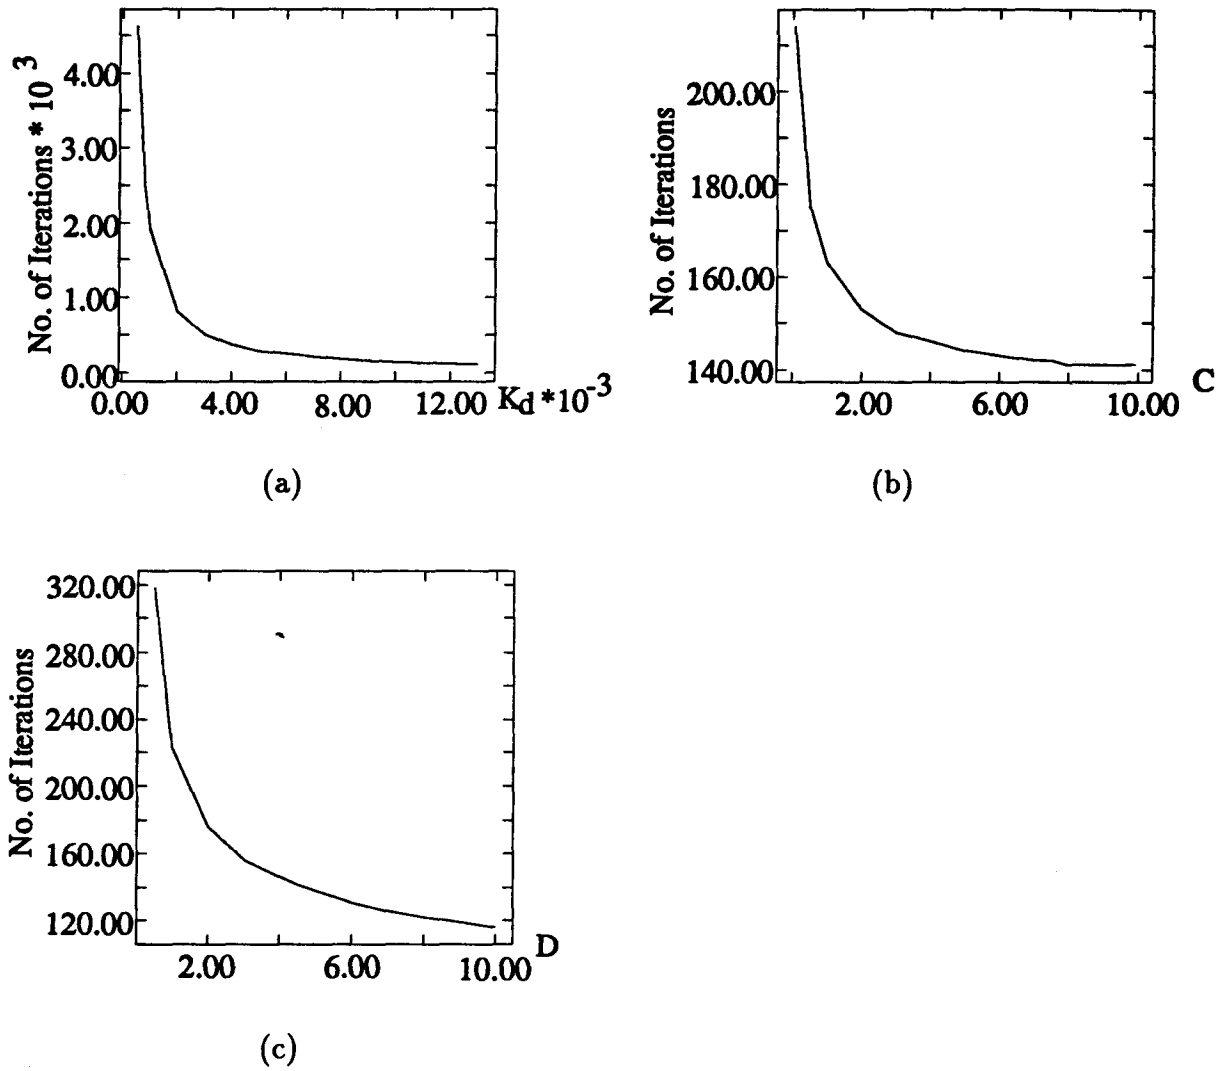 No. of Iterations * 10 3
4.00
3.00
2.00
1.00
0.00
0.00 4.00 8.00 12.00 Kd *10-3
(a)
No. of Iterations
200.00
180.00
160.00
140.00
2.00 6.00 10.00 C
(b)
No. of Iterations
320.00
280.00
240.00
200.00
160.00
120.00
2.00 6.00 10.00 D
(c)